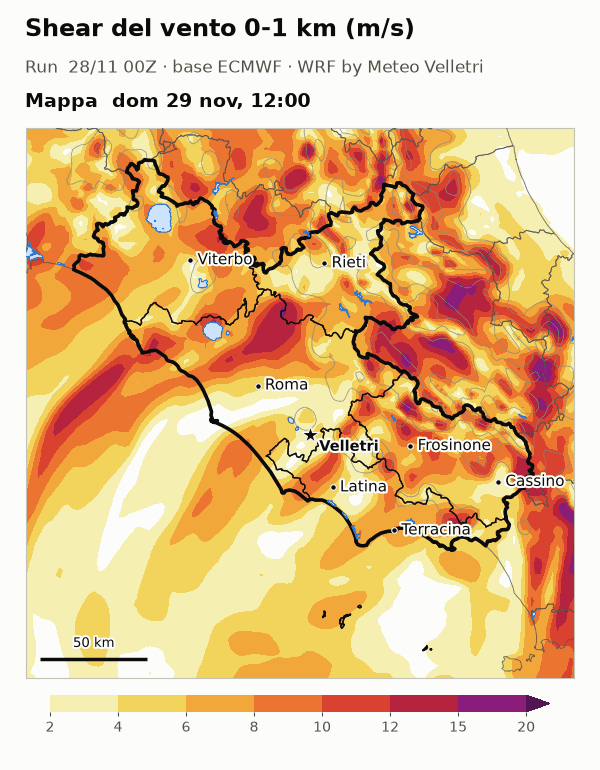 Shear del vento 0-1 km (m/s)
Run  28/11 00Z · base ECMWF · WRF by Meteo Velletri
Mappa  dom 29 nov, 12:00
Viterbo
Rieti
Roma
Velletri
Frosinone
Cassino
Latina
Terracina
50 km
2 4 6 8 10 12 15 20